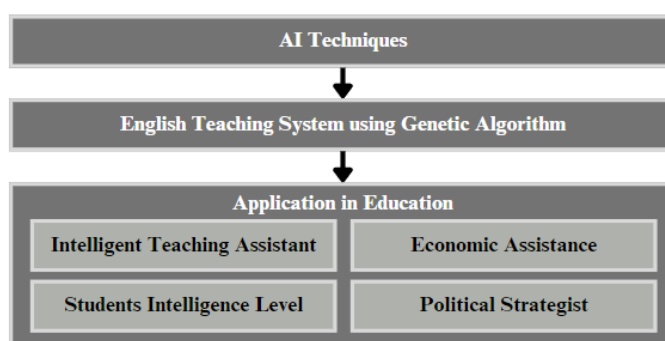 AI Techniques
English Teaching System using Genetic Algorithm
Application in Education
Intelligent Teaching Assistant
Economic Assistance
Students Intelligence Level
Political Strategist